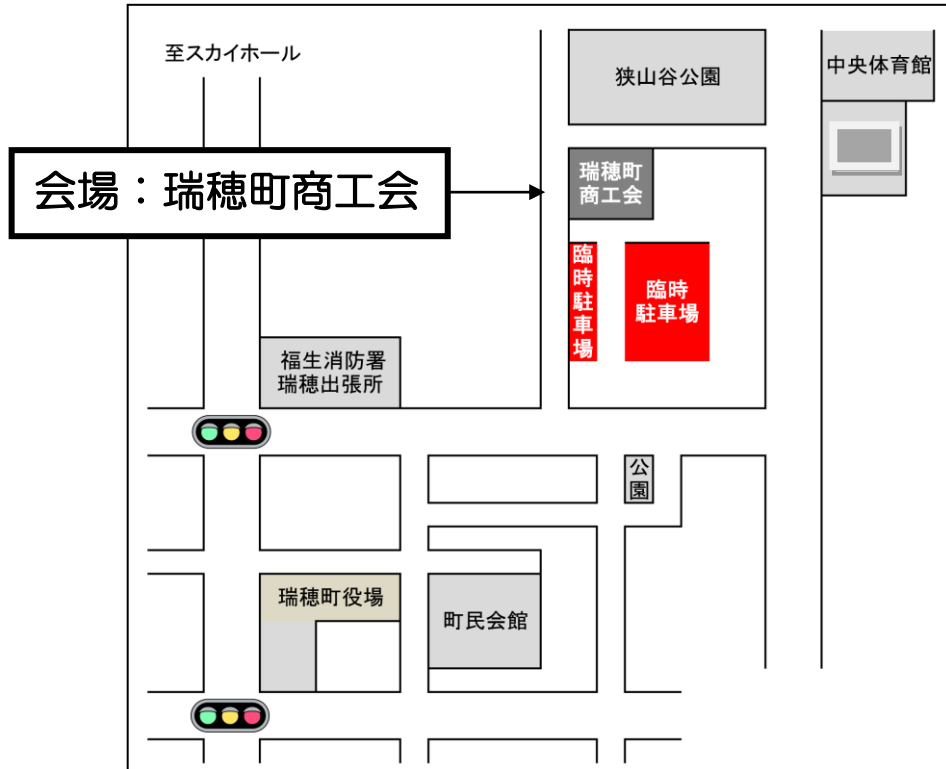 至スカイホール
狭山谷公園
中央体育館
会場：瑞穂町商工会
瑞穂町
商工会
臨時駐車場
臨時
駐車場
福生消防署
瑞穂出張所
公園
瑞穂町役場
町民会館